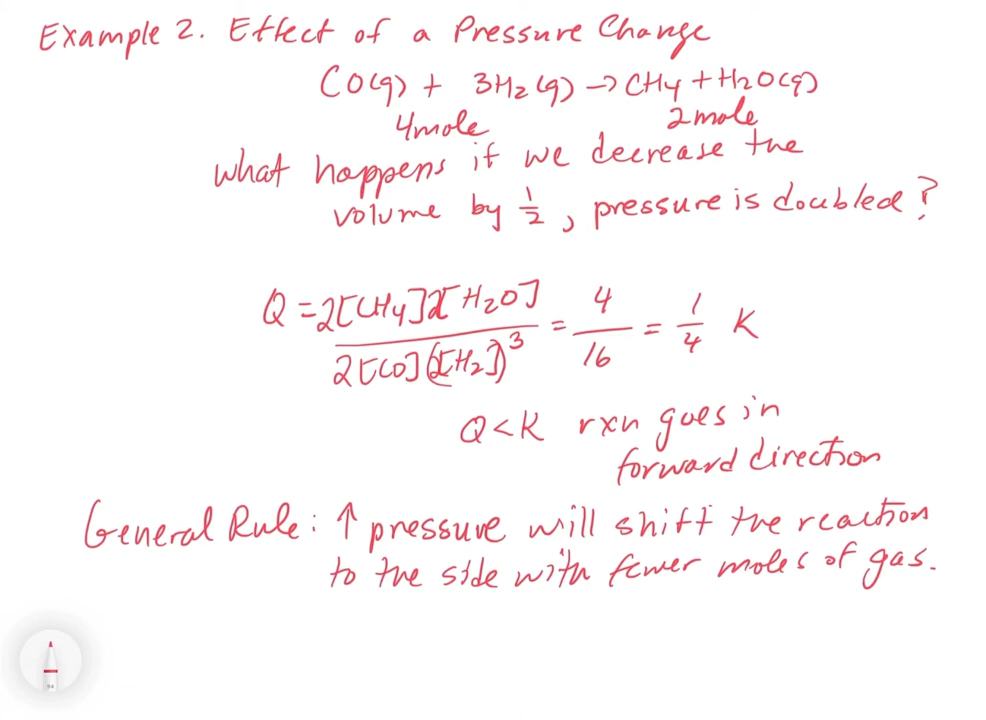 Example 2. Effect of a Pressure Change
CO(g) + 3H₂(g) → CH4 + H₂O(g)
4mole 2mole
what happens if we decrease the
volume by 1/2, pressure is doubled?
Q = 2[CH4]2[H₂O] / 2[CO](2[H₂])³ = 4/16 = 1/4 K
Q < K rxn goes in
forward direction
General Rule: ↑ pressure will shift the reaction
to the side with fewer moles of gas.